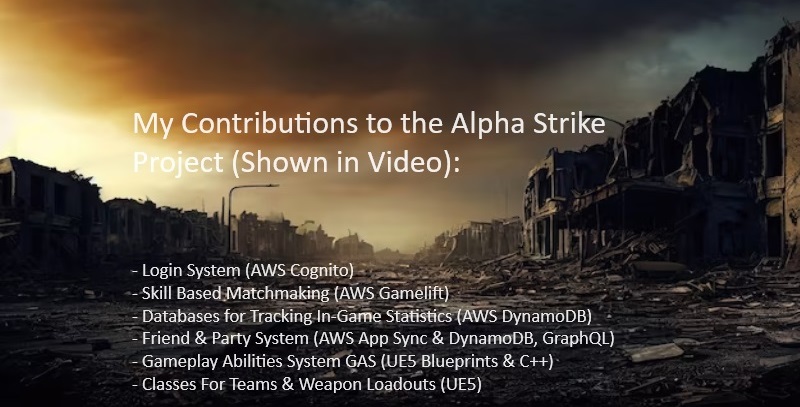 My Contributions to the Alpha Strike
Project (Shown in Video):
- Login System (AWS Cognito)
- Skill Based Matchmaking (AWS Gamelift)
- Databases for Tracking In-Game Statistics (AWS DynamoDB)
- Friend & Party System (AWS App Sync & DynamoDB, GraphQL)
- Gameplay Abilities System GAS (UE5 Blueprints & C++)
- Classes For Teams & Weapon Loadouts (UE5)